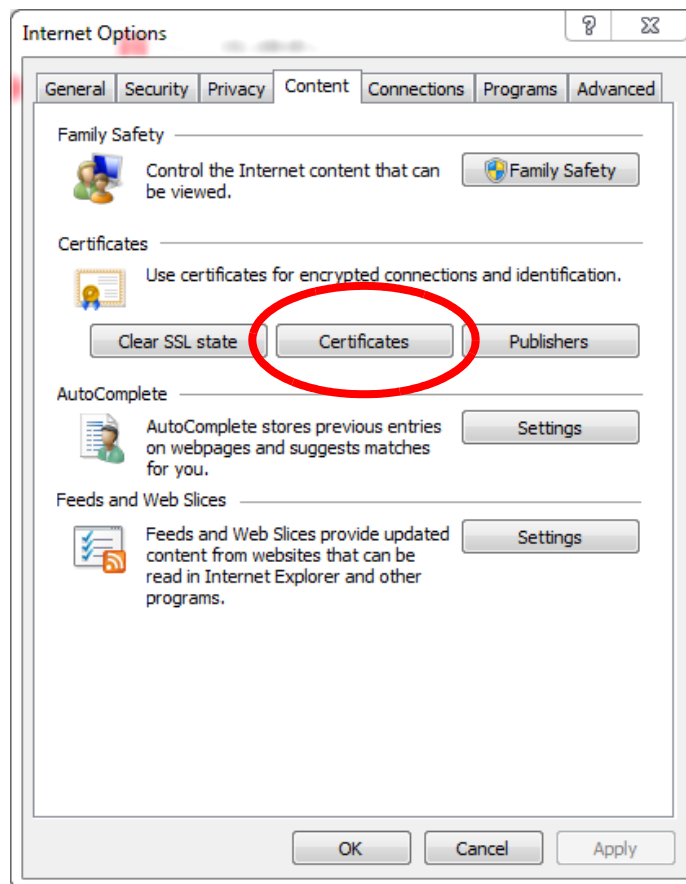 Internet Options
General Security Privacy Content Connections Programs Advanced
Family Safety
Control the Internet content that can
be viewed.
Family Safety
Certificates
Use certificates for encrypted connections and identification.
Clear SSL state Certificates Publishers
AutoComplete
AutoComplete stores previous entries
on webpages and suggests matches
for you.
Settings
Feeds and Web Slices
Feeds and Web Slices provide updated
content from websites that can be
read in Internet Explorer and other
programs.
Settings
OK Cancel Apply